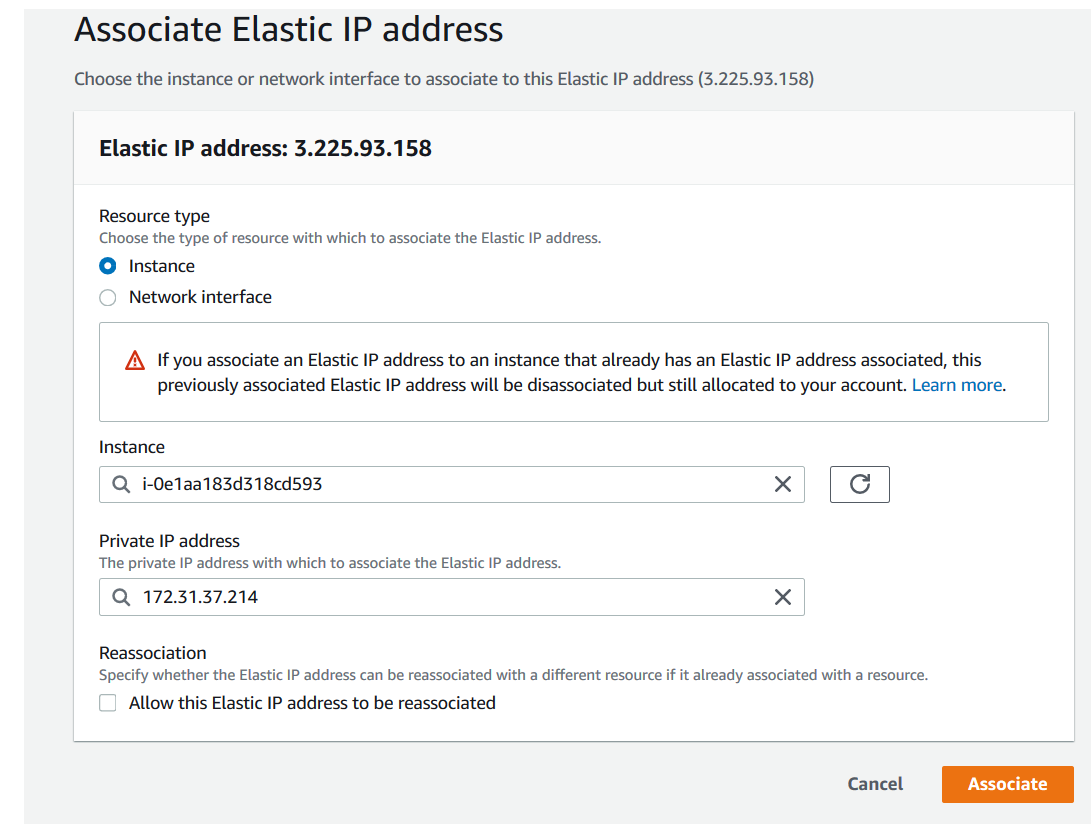 Associate Elastic IP address
Choose the instance or network interface to associate to this Elastic IP address (3.225.93.158)
Elastic IP address: 3.225.93.158
Resource type
Choose the type of resource with which to associate the Elastic IP address.
Instance
Network interface
If you associate an Elastic IP address to an instance that already has an Elastic IP address associated, this
previously associated Elastic IP address will be disassociated but still allocated to your account. Learn more.
Instance
i-0e1aa183d318cd593
Private IP address
The private IP address with which to associate the Elastic IP address.
172.31.37.214
Reassociation
Specify whether the Elastic IP address can be reassociated with a different resource if it already associated with a resource.
Allow this Elastic IP address to be reassociated
Cancel
Associate